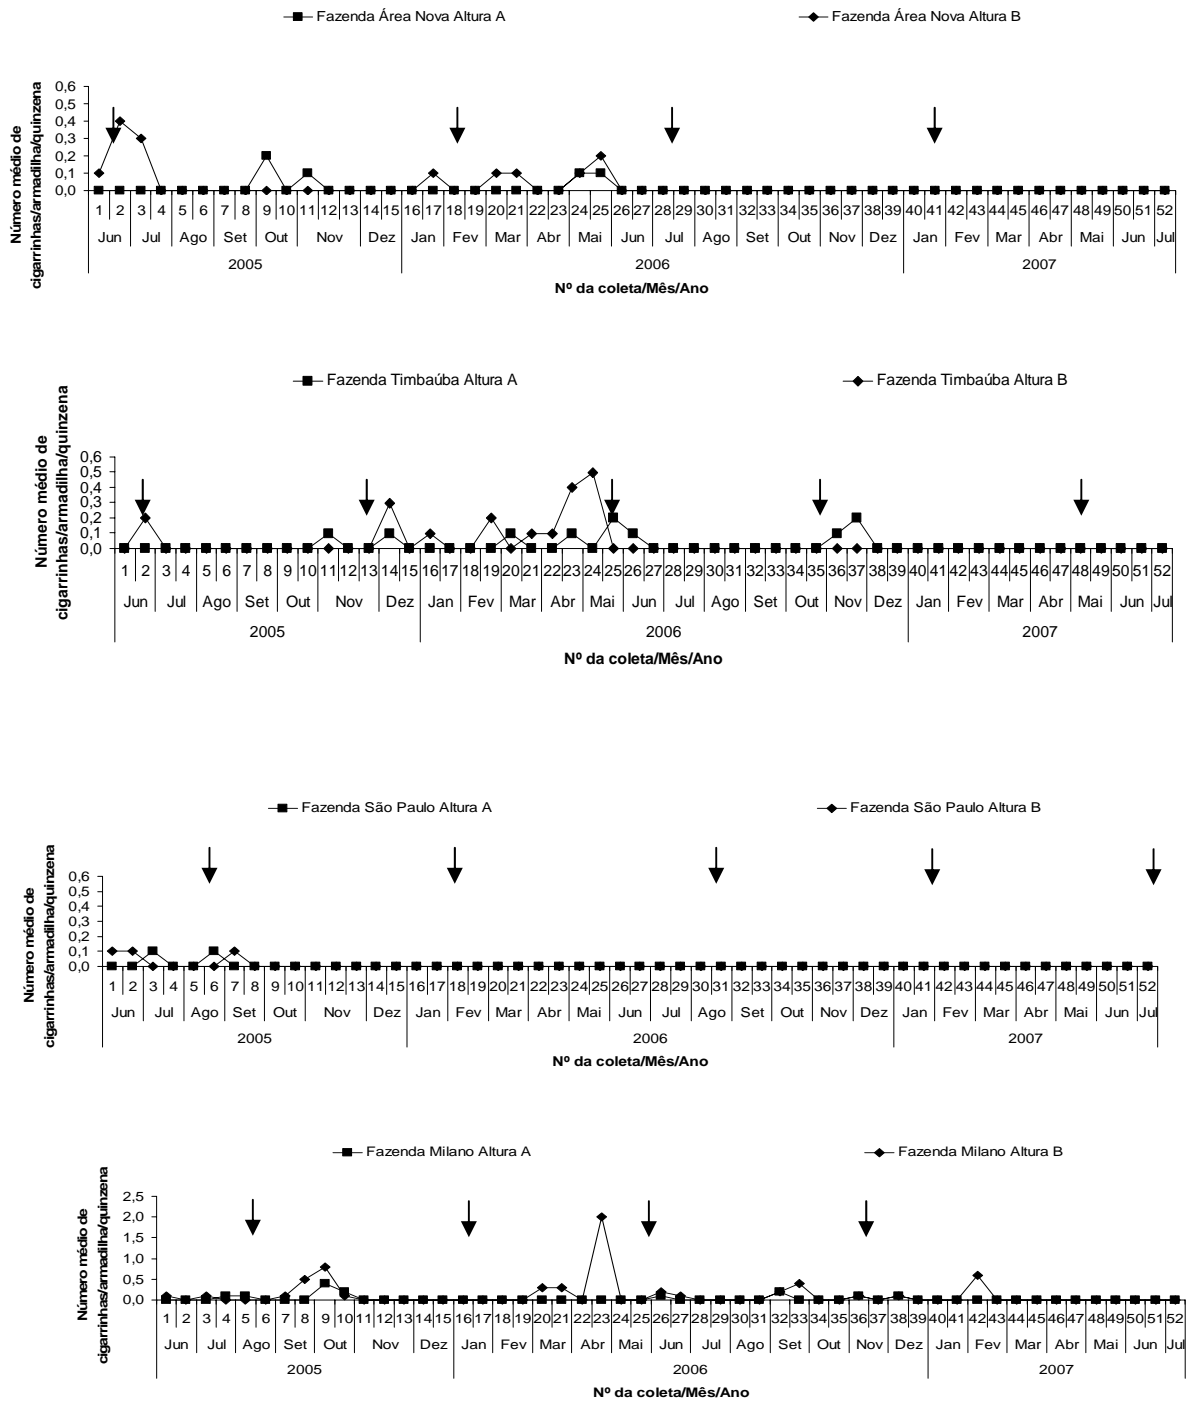 Fazenda Área Nova Altura A Fazenda Área Nova Altura B
Número médio de
cigarrinhas/armadilha/quinzena
0,6
0,5
0,4
0,3
0,2
0,1
0,0
1 2 3 4 5 6 7 8 9 10 11 12 13 14 15 16 17 18 19 20 21 22 23 24 25 26 27 28 29 30 31 32 33 34 35 36 37 38 39 40 41 42 43 44 45 46 47 48 49 50 51 52
Jun Jul Ago Set Out Nov Dez Jan Fev Mar Abr Mai Jun Jul Ago Set Out Nov Dez Jan Fev Mar Abr Mai Jun Jul
2005 2006 2007
Nº da coleta/Mês/Ano
Fazenda Timbaúba Altura A Fazenda Timbaúba Altura B
Número médio de
cigarrinhas/armadilha/quinzena
0,6
0,5
0,4
0,3
0,2
0,1
0,0
1 2 3 4 5 6 7 8 9 10 11 12 13 14 15 16 17 18 19 20 21 22 23 24 25 26 27 28 29 30 31 32 33 34 35 36 37 38 39 40 41 42 43 44 45 46 47 48 49 50 51 52
Jun Jul Ago Set Out Nov Dez Jan Fev Mar Abr Mai Jun Jul Ago Set Out Nov Dez Jan Fev Mar Abr Mai Jun Jul
2005 2006 2007
Nº da coleta/Mês/Ano
Fazenda São Paulo Altura A Fazenda São Paulo Altura B
Número médio de
cigarrinhas/armadilha/quinzena
0,6
0,5
0,4
0,3
0,2
0,1
0,0
1 2 3 4 5 6 7 8 9 10 11 12 13 14 15 16 17 18 19 20 21 22 23 24 25 26 27 28 29 30 31 32 33 34 35 36 37 38 39 40 41 42 43 44 45 46 47 48 49 50 51 52
Jun Jul Ago Set Out Nov Dez Jan Fev Mar Abr Mai Jun Jul Ago Set Out Nov Dez Jan Fev Mar Abr Mai Jun Jul
2005 2006 2007
Nº da coleta/Mês/Ano
Fazenda Milano Altura A Fazenda Milano Altura B
Número médio de
cigarrinhas/armadilha/quinzena
2,5
2,0
1,5
1,0
0,5
0,0
1 2 3 4 5 6 7 8 9 10 11 12 13 14 15 16 17 18 19 20 21 22 23 24 25 26 27 28 29 30 31 32 33 34 35 36 37 38 39 40 41 42 43 44 45 46 47 48 49 50 51 52
Jun Jul Ago Set Out Nov Dez Jan Fev Mar Abr Mai Jun Jul Ago Set Out Nov Dez Jan Fev Mar Abr Mai Jun Jul
2005 2006 2007
Nº da coleta/Mês/Ano